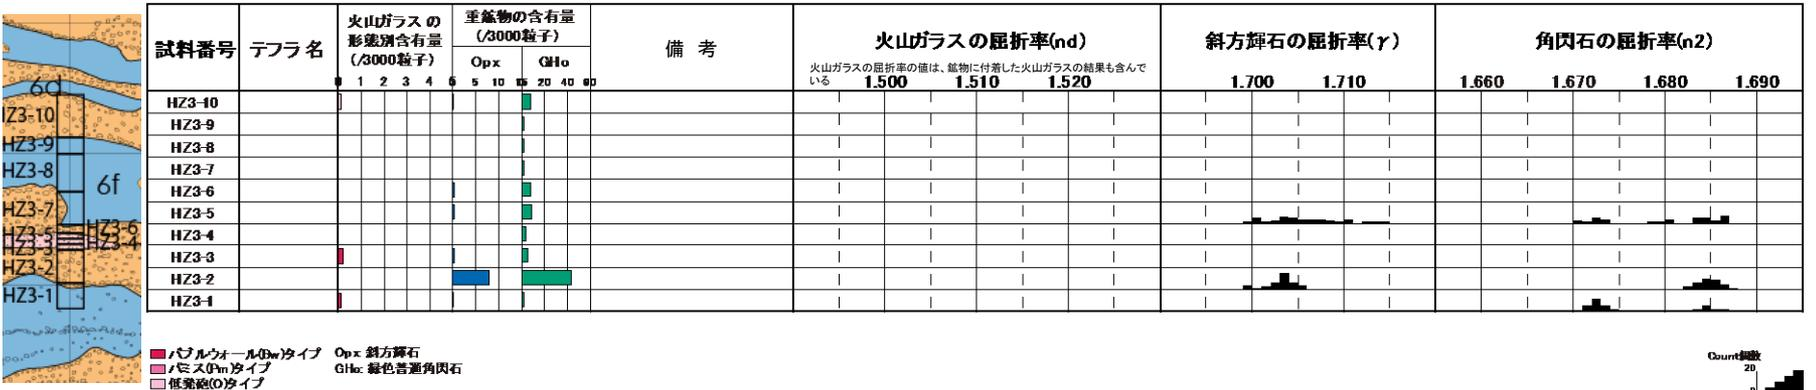 6d
HZ3-10
HZ3-9
HZ3-8
6f
HZ3-7
HZ3-6
HZ3-5
HZ3-4
HZ3-3
HZ3-2
HZ3-1
試料番号 テフラ名 火山ガラスの形態別含有量(/3000粒子) 重鉱物の含有量(/3000粒子) 備考 火山ガラスの屈折率(nd) 斜方輝石の屈折率(γ) 角閃石の屈折率(n2)
Opx GHo
火山ガラスの屈折率の値は、鉱物に付着した火山ガラスの結果も含んでいる
0 1 2 3 4 5 10 20 40 60 1.500 1.510 1.520 1.700 1.710 1.660 1.670 1.680 1.690
HZ3-10
HZ3-9
HZ3-8
HZ3-7
HZ3-6
HZ3-5
HZ3-4
HZ3-3
HZ3-2
HZ3-1
バブルウォール(Bw)タイプ Opx: 斜方輝石
パミス(Pm)タイプ GHo: 緑色普通角閃石
低発泡(O)タイプ
Count個数
20